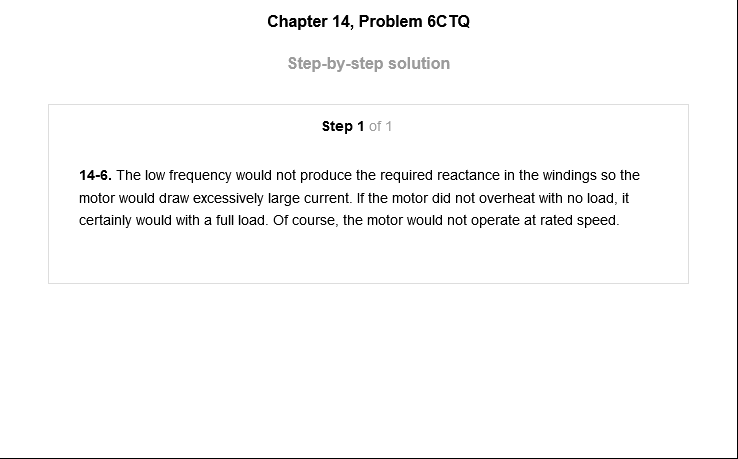 Chapter 14, Problem 6CTQ
Step-by-step solution
Step 1 of 1
14-6. The low frequency would not produce the required reactance in the windings so the
motor would draw excessively large current. If the motor did not overheat with no load, it
certainly would with a full load. Of course, the motor would not operate at rated speed.